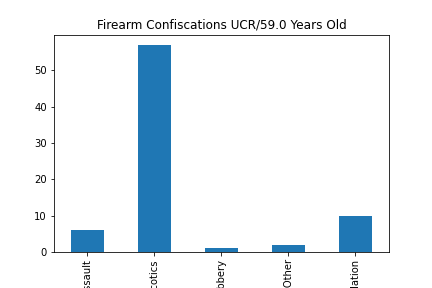 Firearm Confiscations UCR/59.0 Years Old
50
40
30
20
10
0
ssault
cotics
bbery
Other
lation